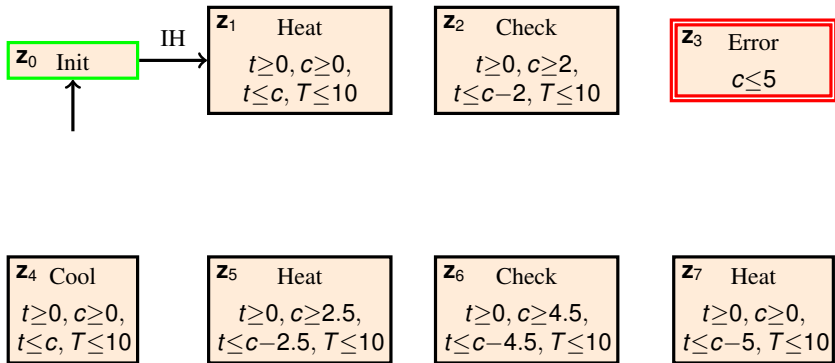 z0 Init
IH
z1 Heat
t≥0, c≥0,
t≤c, T≤10
z2 Check
t≥0, c≥2,
t≤c−2, T≤10
z3 Error
c≤5
z4 Cool
t≥0, c≥0,
t≤c, T≤10
z5 Heat
t≥0, c≥2.5,
t≤c−2.5, T≤10
z6 Check
t≥0, c≥4.5,
t≤c−4.5, T≤10
z7 Heat
t≥0, c≥0,
t≤c−5, T≤10